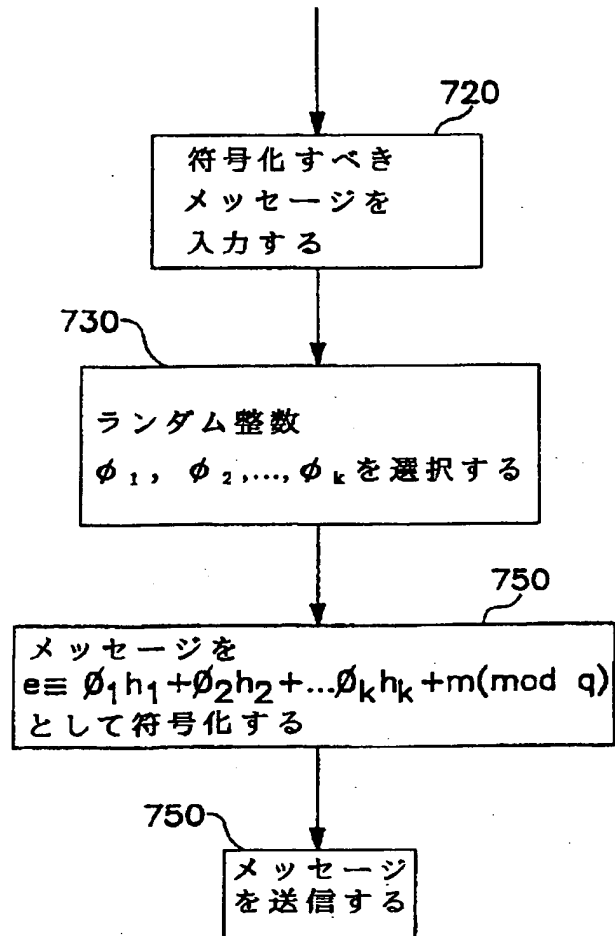 720
符号化すべき
メッセージを
入力する
730
ランダム整数
ϕ₁, ϕ₂,...,ϕₖを選択する
750
メッセージを
e≡ Ø₁h₁+Ø₂h₂+...Øₖhₖ+m(mod q)
として符号化する
750
メッセージ
を送信する